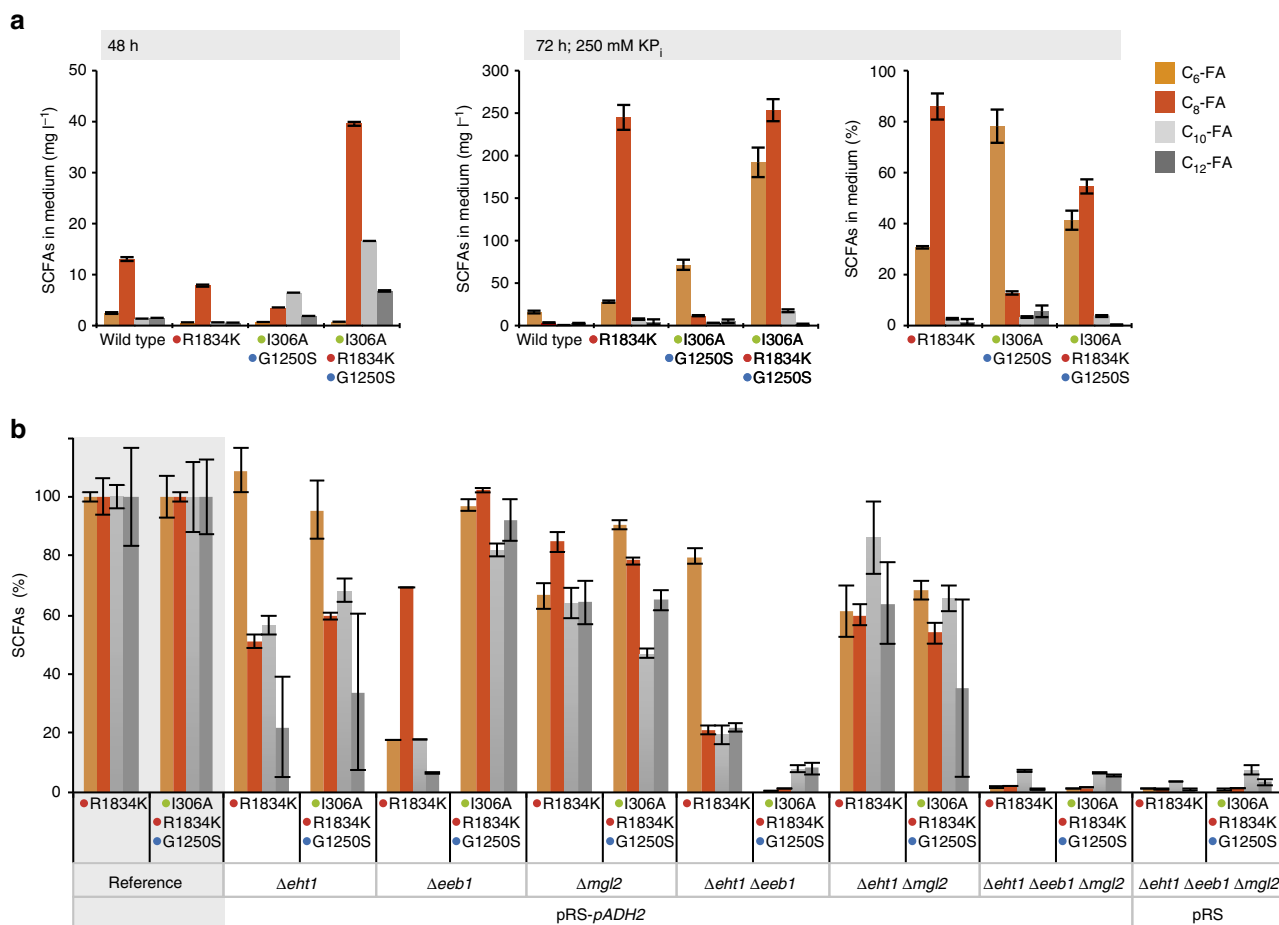 a
48 h
72 h; 250 mM KPi
SCFAs in medium (mg l−1)
50
40
30
20
10
0
Wild type
R1834K
I306A
G1250S
I306A
R1834K
G1250S
SCFAs in medium (mg l−1)
300
250
200
150
100
50
0
Wild type
R1834K
I306A
G1250S
I306A
R1834K
G1250S
SCFAs in medium (%)
100
80
60
40
20
0
R1834K
I306A
G1250S
I306A
R1834K
G1250S
C6-FA
C8-FA
C10-FA
C12-FA
b
SCFAs (%)
100
80
60
40
20
0
R1834K
I306A
R1834K
G1250S
R1834K
I306A
R1834K
G1250S
R1834K
I306A
R1834K
G1250S
R1834K
I306A
R1834K
G1250S
R1834K
I306A
R1834K
G1250S
R1834K
I306A
R1834K
G1250S
R1834K
I306A
R1834K
G1250S
R1834K
I306A
R1834K
G1250S
Reference
Δeht1
Δeeb1
Δmgl2
Δeht1 Δeeb1
Δeht1 Δmgl2
Δeht1 Δeeb1 Δmgl2
Δeht1 Δeeb1 Δmgl2
pRS-pADH2
pRS